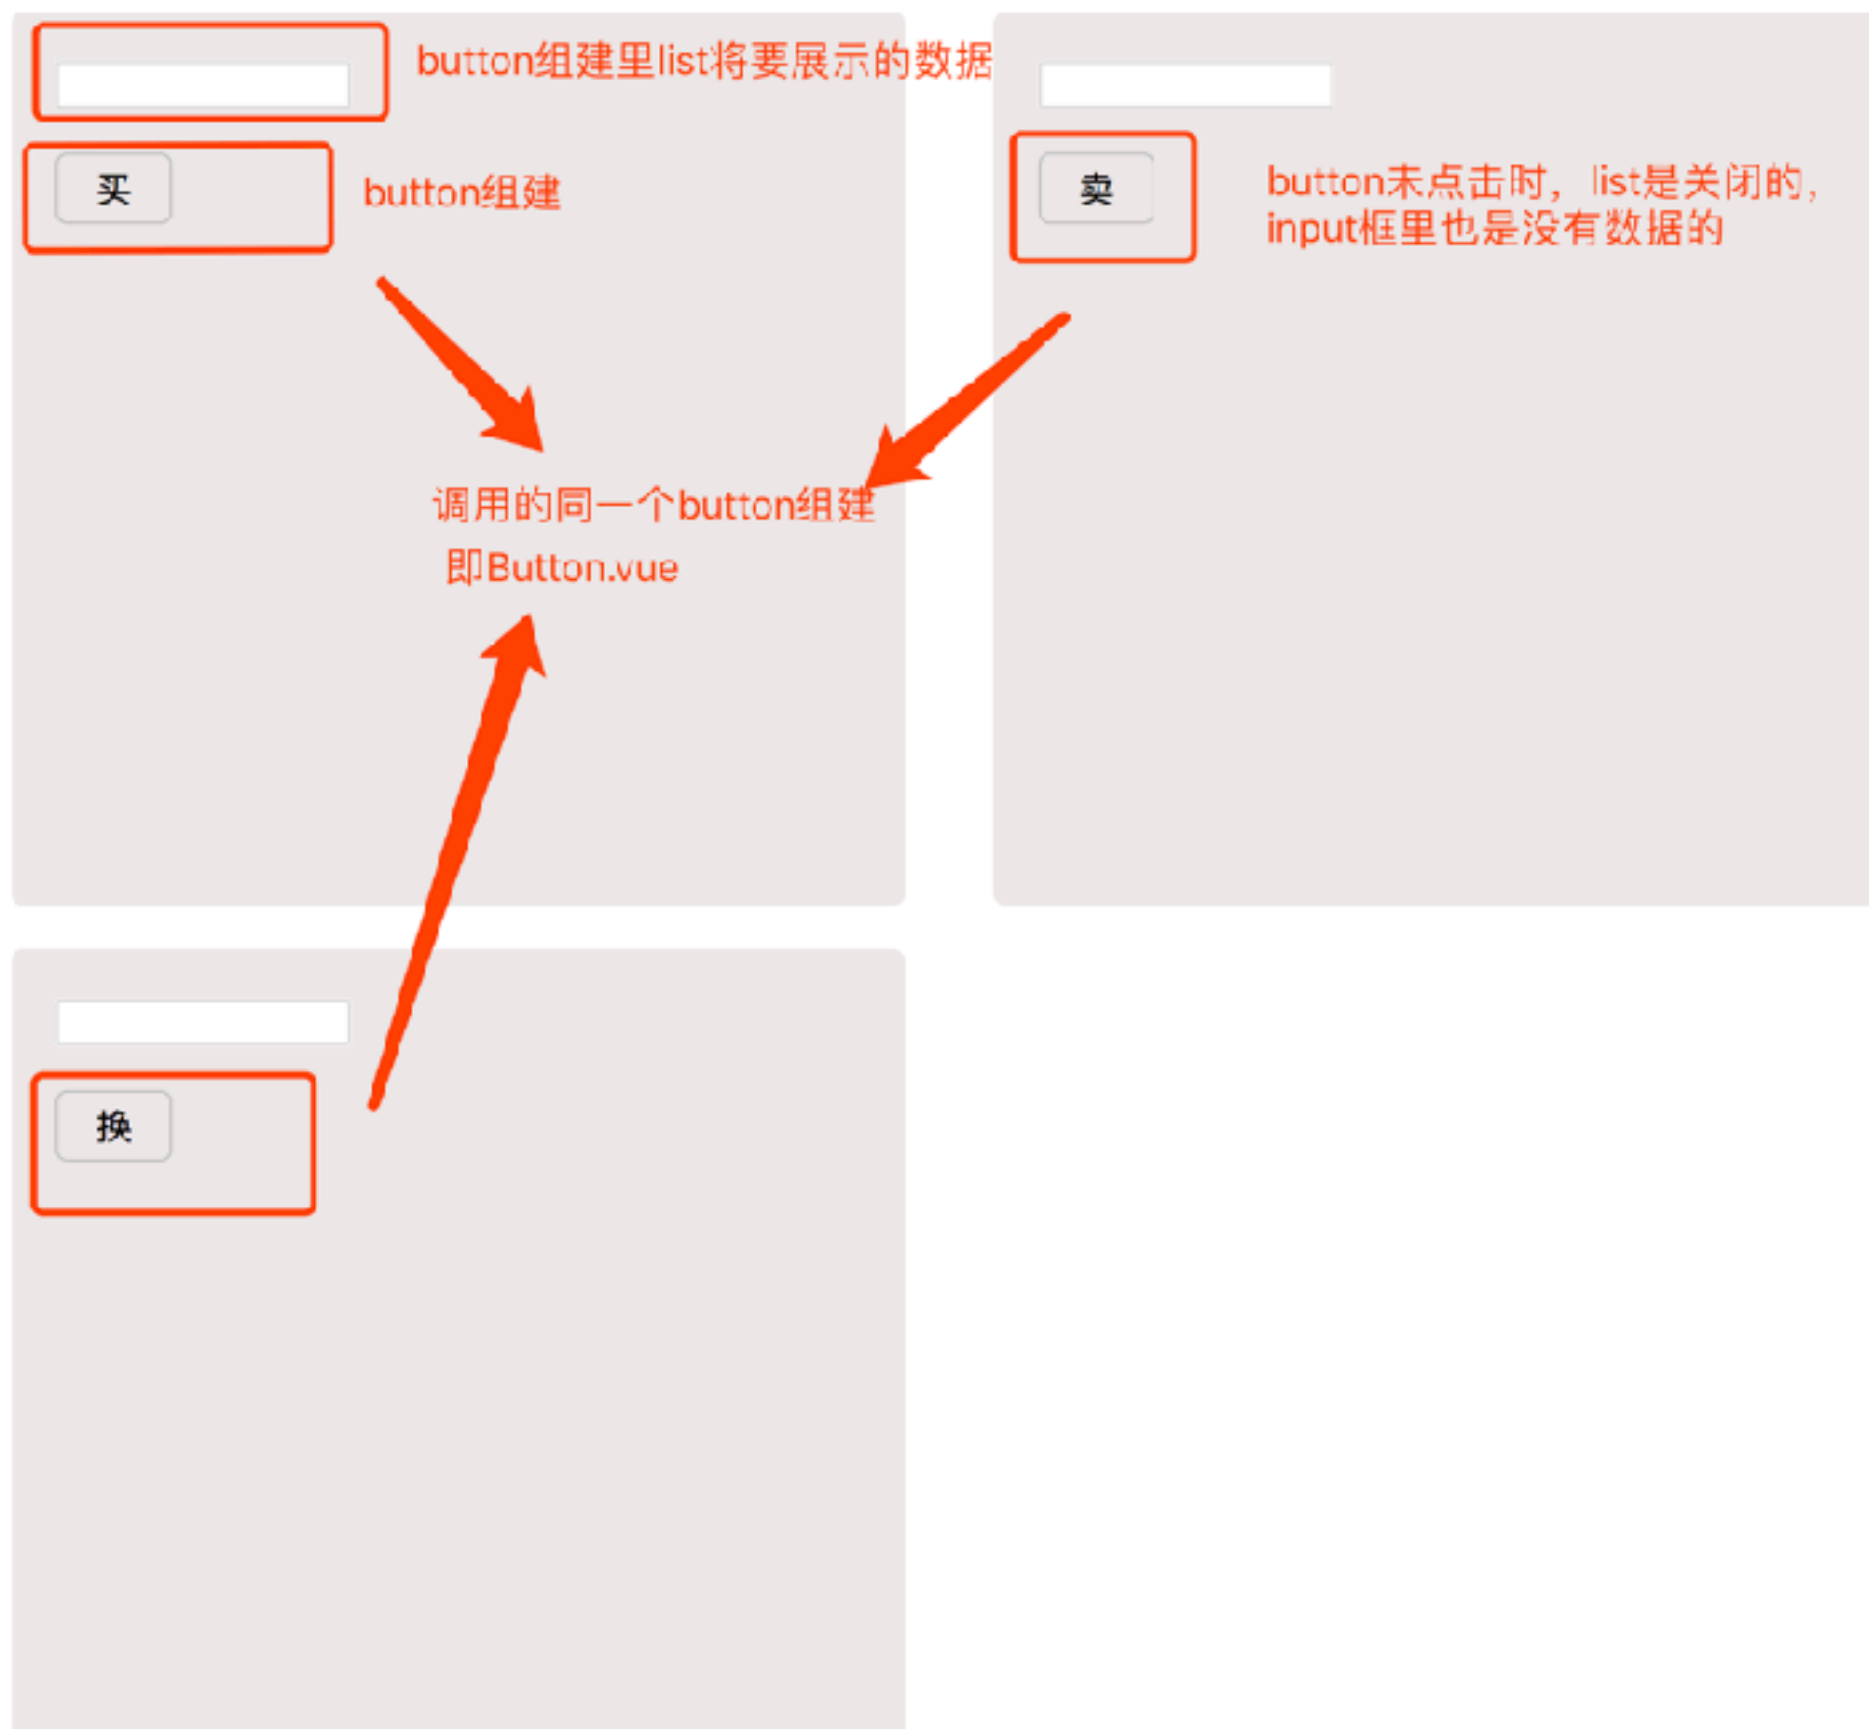 button组建里list将要展示的数据
买
button组建
卖
button未点击时，list是关闭的，
input框里也是没有数据的
调用的同一个button组建
即Button.vue
换